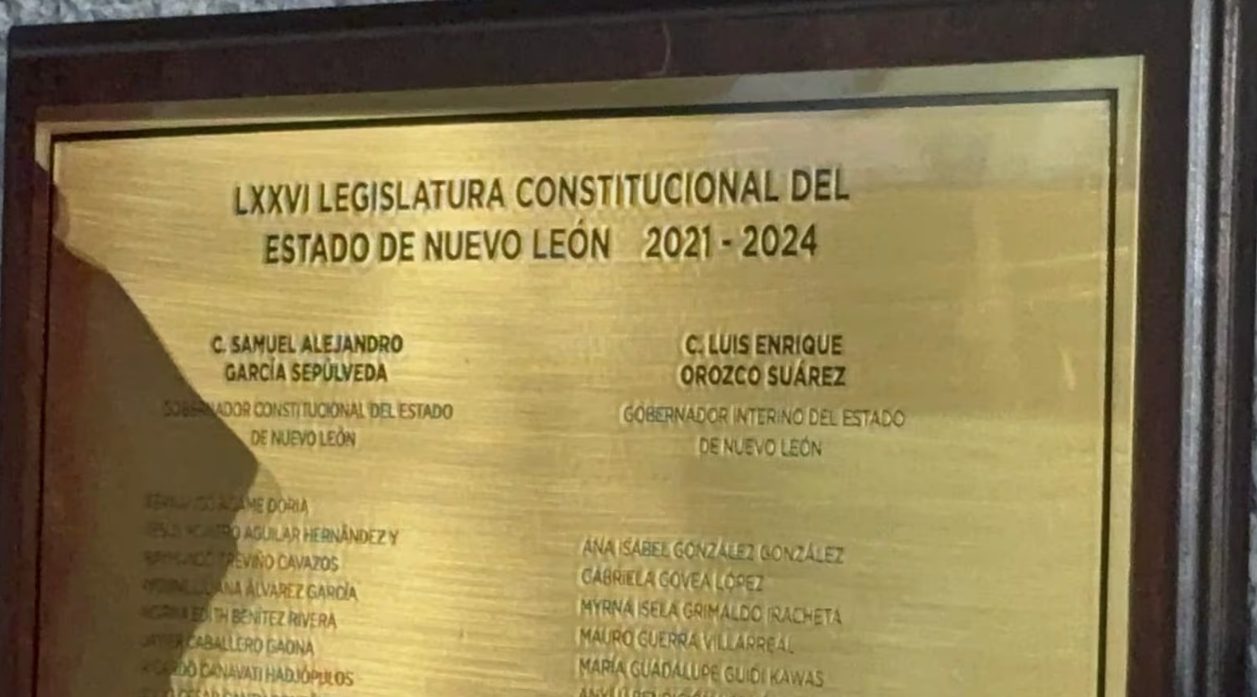 LXXVI LEGISLATURA CONSTITUCIONAL DEL
ESTADO DE NUEVO LEÓN 2021 - 2024
C. SAMUEL ALEJANDRO
GARCÍA SEPÚLVEDA
GOBERNADOR CONSTITUCIONAL DEL ESTADO
DE NUEVO LEÓN
C. LUIS ENRIQUE
OROZCO SUÁREZ
GOBERNADOR INTERINO DEL ESTADO
DE NUEVO LEÓN
DORIA
AGUILAR HERNÁNDEZ Y
TREVIÑO CAVAZOS
ÁLVAREZ GARCÍA
EDITH BENÍTEZ RIVERA
CABALLERO GAONA
CANAVATI HADJÓPULOS
ANA ISABEL GONZÁLEZ GONZÁLEZ
GABRIELA GOVEA LÓPEZ
MYRNA ISELA GRIMALDO IRACHETA
MAURO GUERRA VILLARREAL
MARÍA GUADALUPE GUIDI KAWAS